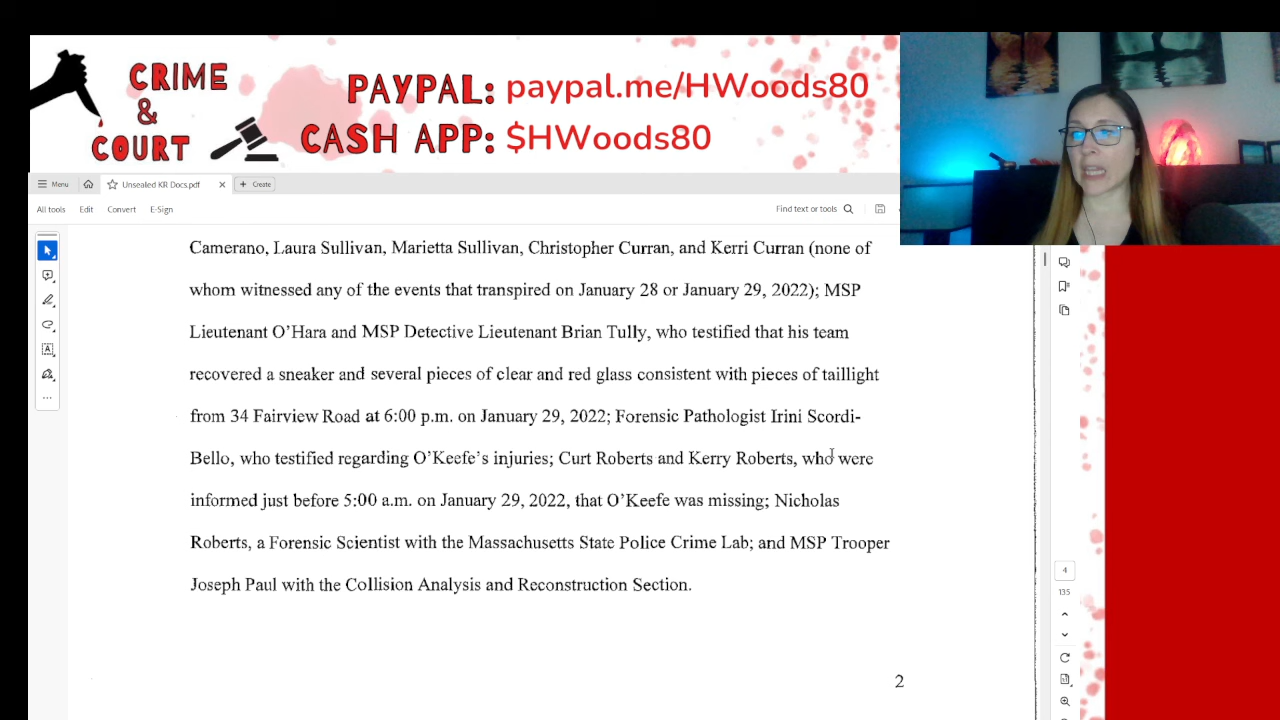 CRIME
&
COURT
PAYPAL: paypal.me/HWoods80
CASH APP: $HWoods80
Menu
Unsealed KR Docs.pdf
Create
All tools Edit Convert E-Sign
Find text or tools
Camerano, Laura Sullivan, Marietta Sullivan, Christopher Curran, and Kerri Curran (none of
whom witnessed any of the events that transpired on January 28 or January 29, 2022); MSP
Lieutenant O’Hara and MSP Detective Lieutenant Brian Tully, who testified that his team
recovered a sneaker and several pieces of clear and red glass consistent with pieces of taillight
from 34 Fairview Road at 6:00 p.m. on January 29, 2022; Forensic Pathologist Irini Scordi-
Bello, who testified regarding O’Keefe’s injuries; Curt Roberts and Kerry Roberts, who were
informed just before 5:00 a.m. on January 29, 2022, that O’Keefe was missing; Nicholas
Roberts, a Forensic Scientist with the Massachusetts State Police Crime Lab; and MSP Trooper
Joseph Paul with the Collision Analysis and Reconstruction Section.
2
4
135